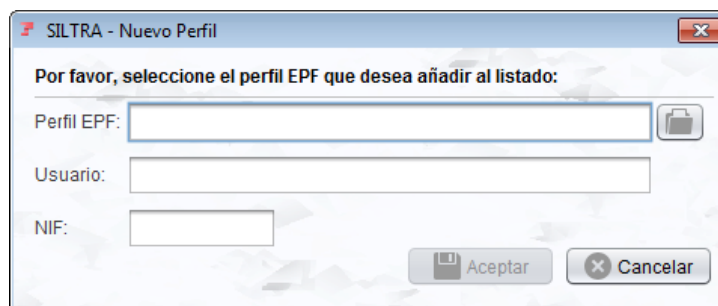 SILTRA - Nuevo Perfil
Por favor, seleccione el perfil EPF que desea añadir al listado:
Perfil EPF:
Usuario:
NIF:
Aceptar Cancelar